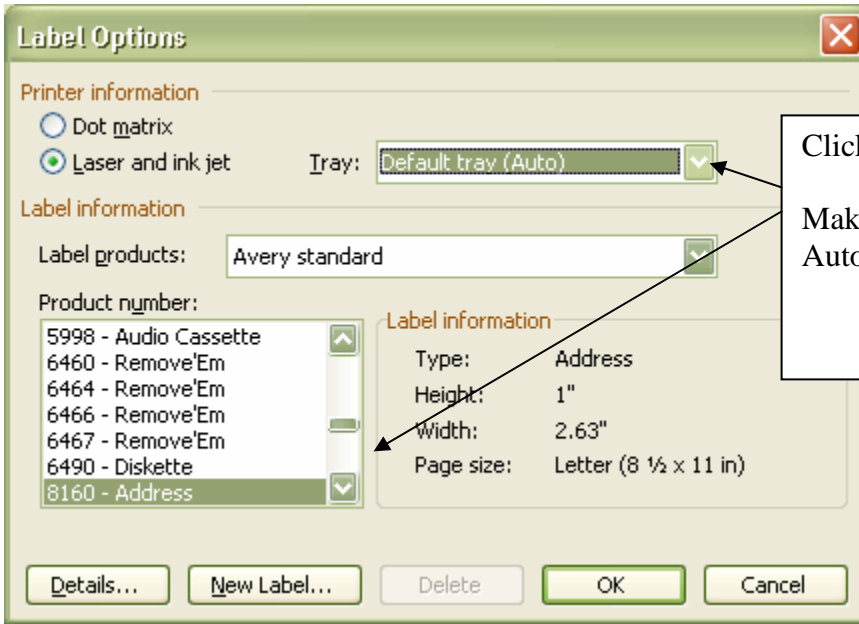 Label Options
Printer information
Dot matrix
Laser and ink jet
Tray: Default tray (Auto)
Label information
Label products: Avery standard
Product number:
5998 - Audio Cassette
6460 - Remove'Em
6464 - Remove'Em
6466 - Remove'Em
6467 - Remove'Em
6490 - Diskette
8160 - Address
Label information
Type: Address
Height: 1"
Width: 2.63"
Page size: Letter (8 ½ x 11 in)
Details...
New Label...
Delete
OK
Cancel